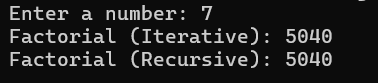 Enter a number: 7
Factorial (Iterative): 5040
Factorial (Recursive): 5040